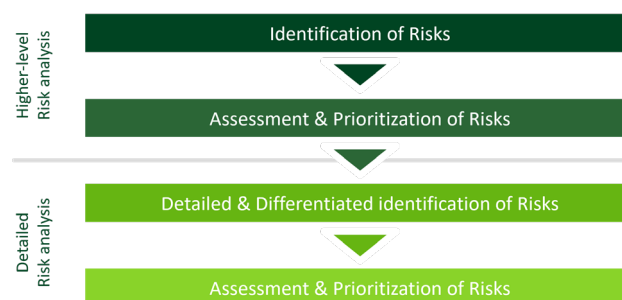 Higher-level
Risk analysis
Identification of Risks
Assessment & Prioritization of Risks
Detailed
Risk analysis
Detailed & Differentiated identification of Risks
Assessment & Prioritization of Risks